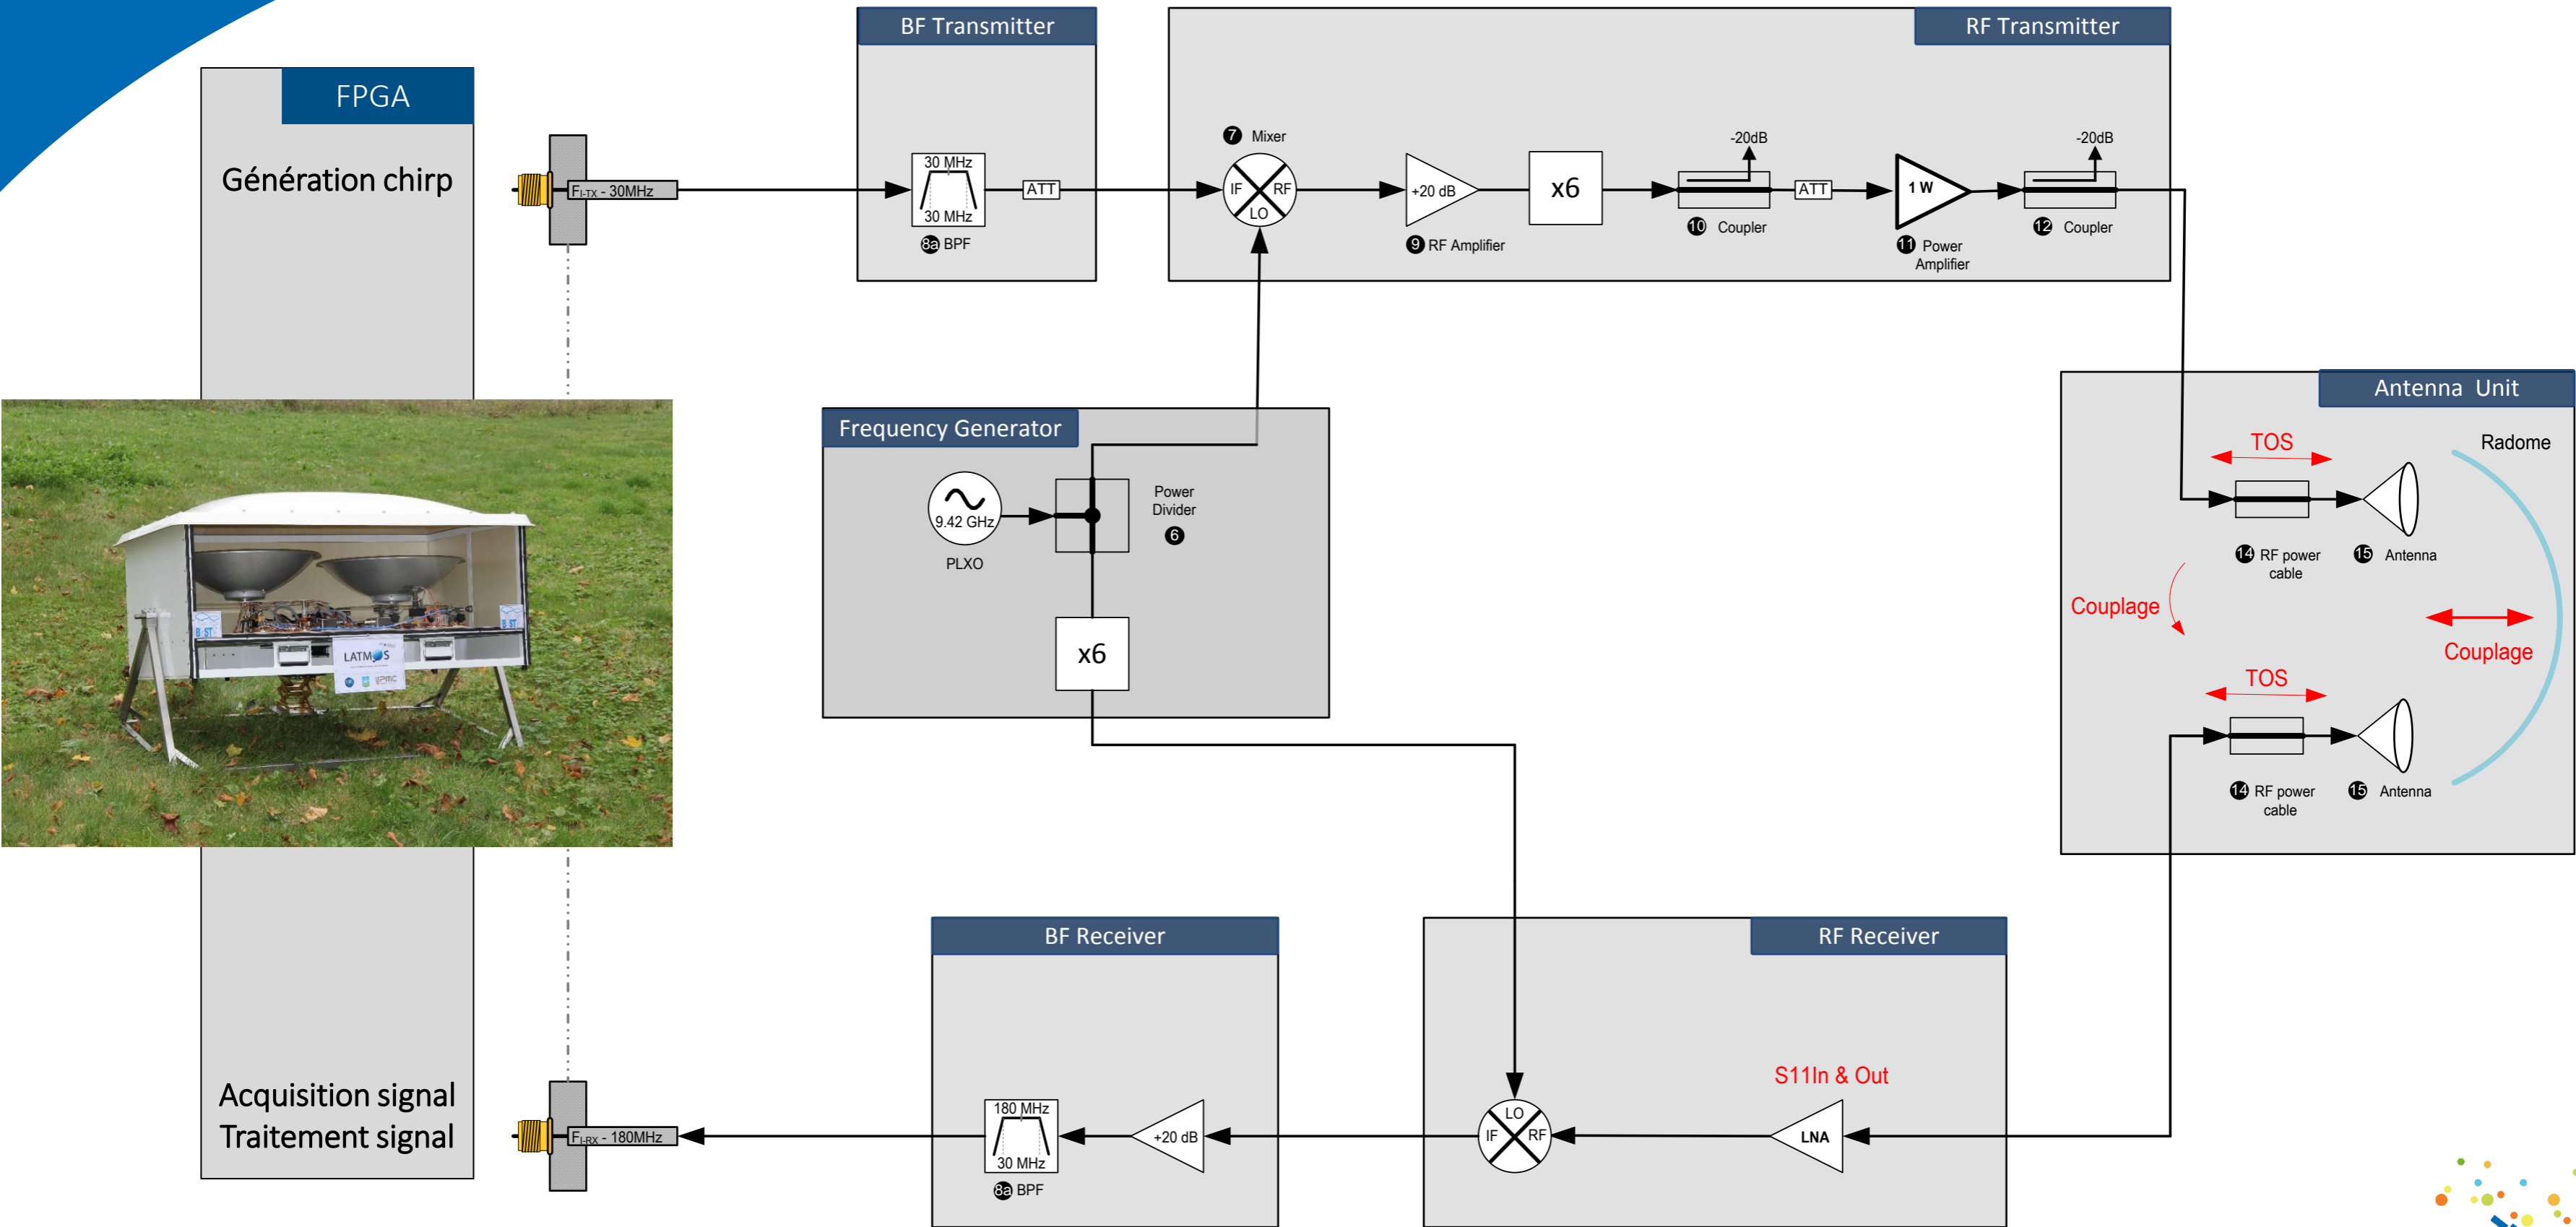 BF Transmitter
RF Transmitter
FPGA
Génération chirp
F I-TX - 30MHz
30 MHz
30 MHz
8a BPF
ATT
7 Mixer
IF
RF
LO
+20 dB
9 RF Amplifier
x6
-20dB
10 Coupler
ATT
1 W
11 Power
Amplifier
-20dB
12 Coupler
Frequency Generator
9.42 GHz
PLXO
Power
Divider
6
x6
Antenna Unit
TOS
Radome
14 RF power
cable
15 Antenna
Couplage
Couplage
TOS
14 RF power
cable
15 Antenna
LATMOS
UPMC
BF Receiver
RF Receiver
Acquisition signal
Traitement signal
F I-RX - 180MHz
180 MHz
30 MHz
8a BPF
+20 dB
LO
IF
RF
S11In & Out
LNA